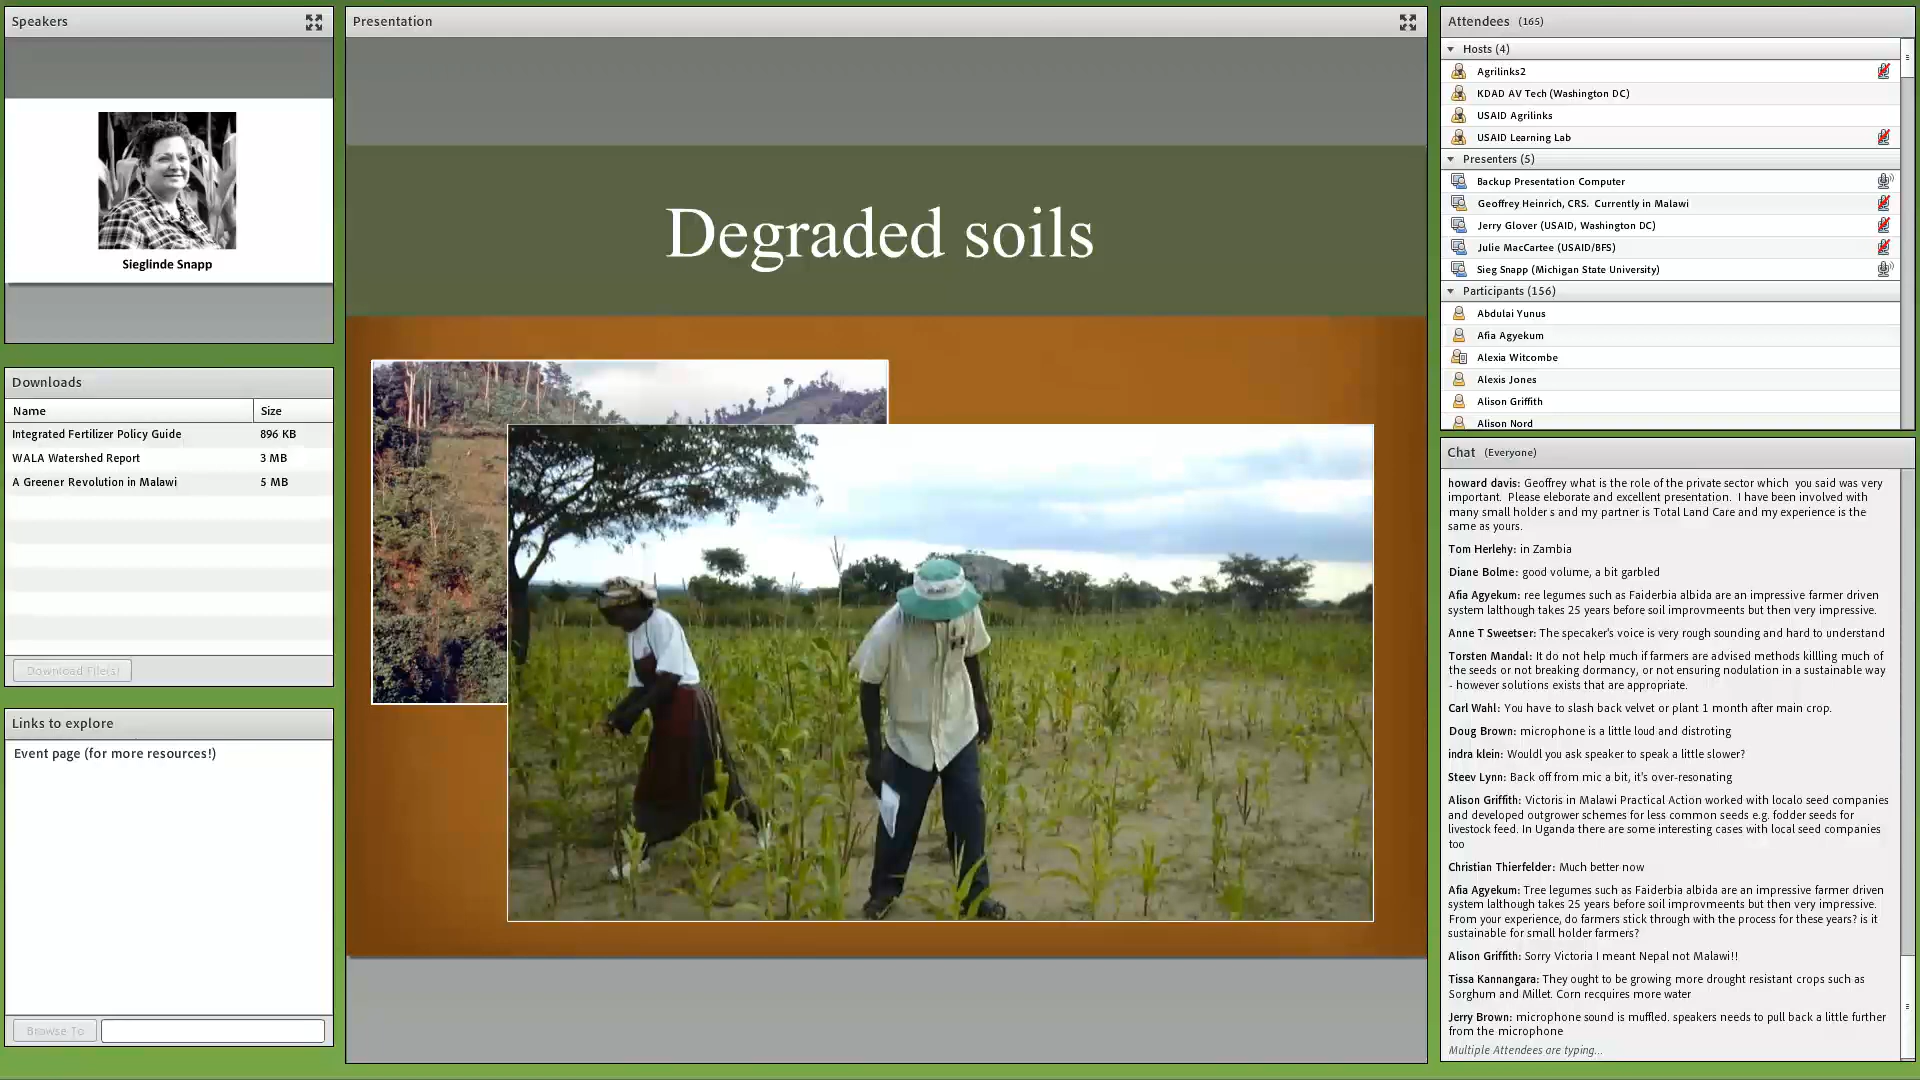 Speakers
Sieglinde Snapp
Downloads
Name Size
Integrated Fertilizer Policy Guide 896 KB
WALA Watershed Report 3 MB
A Greener Revolution in Malawi 5 MB
Download File(s)
Links to explore
Event page (for more resources!)
Browse To
Presentation
Degraded soils
Attendees (165)
Hosts (4)
Agrilinks2
KDAD AV Tech (Washington DC)
USAID Agrilinks
USAID Learning Lab
Presenters (5)
Backup Presentation Computer
Geoffrey Heinrich, CRS. Currently in Malawi
Jerry Glover (USAID, Washington DC)
Julie MacCartee (USAID/BFS)
Sieg Snapp (Michigan State University)
Participants (156)
Abdulai Yunus
Afia Agyekum
Alexia Witcombe
Alexis Jones
Alison Griffith
Alison Nord
Chat (Everyone)
howard davis: Geoffrey what is the role of the private sector which you said was very
important. Please eleborate and excellent presentation. I have been involved with
many small holder s and my partner is Total Land Care and my experience is the
same as yours.
Tom Herlehy: in Zambia
Diane Bolme: good volume, a bit garbled
Afia Agyekum: ree legumes such as Faiderbia albida are an impressive farmer driven
system lalthough takes 25 years before soil improvmeents but then very impressive.
Anne T Sweetser: The specaker's voice is very rough sounding and hard to understand
Torsten Mandal: It do not help much if farmers are advised methods killling much of
the seeds or not breaking dormancy, or not ensuring nodulation in a sustainable way
- however solutions exists that are appropriate.
Carl Wahl: You have to slash back velvet or plant 1 month after main crop.
Doug Brown: microphone is a little loud and distroting
indra klein: Wouldl you ask speaker to speak a little slower?
Steev Lynn: Back off from mic a bit, it's over-resonating
Alison Griffith: Victoris in Malawi Practical Action worked with localo seed companies
and developed outgrower schemes for less common seeds e.g. fodder seeds for
livestock feed. In Uganda there are some interesting cases with local seed companies
too
Christian Thierfelder: Much better now
Afia Agyekum: Tree legumes such as Faiderbia albida are an impressive farmer driven
system lalthough takes 25 years before soil improvmeents but then very impressive.
From your experience, do farmers stick through with the process for these years? is it
sustainable for small holder farmers?
Alison Griffith: Sorry Victoria I meant Nepal not Malawi!!
Tissa Kannangara: They ought to be growing more drought resistant crops such as
Sorghum and Millet. Corn recquires more water
Jerry Brown: microphone sound is muffled. speakers needs to pull back a little further
from the microphone
Multiple Attendees are typing...